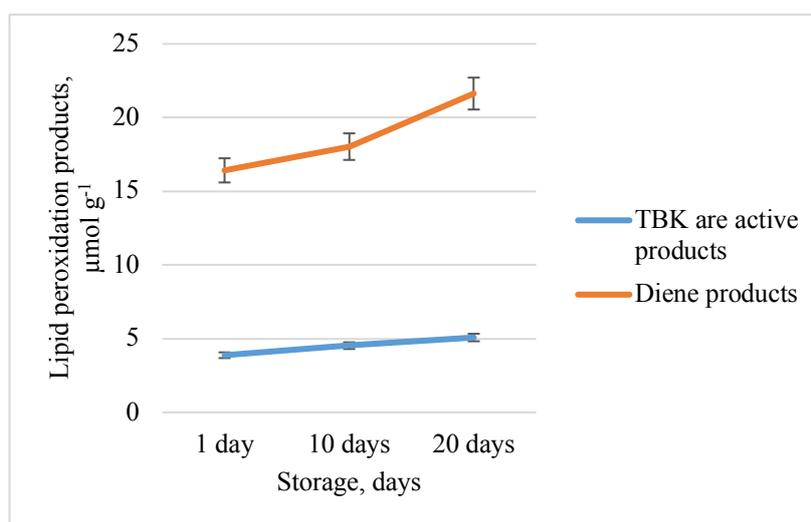 Lipid peroxidation products,
μmol g⁻¹
25
20
15
10
5
0
1 day
10 days
20 days
Storage, days
TBK are active
products
Diene products